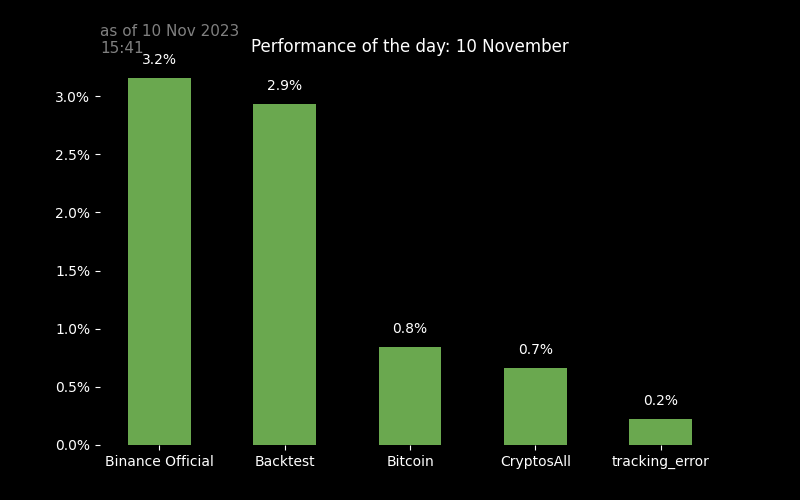 as of 10 Nov 2023
15:41
Performance of the day: 10 November
3.2%
2.9%
0.8%
0.7%
0.2%
3.0%
2.5%
2.0%
1.5%
1.0%
0.5%
0.0%
Binance Official
Backtest
Bitcoin
CryptosAll
tracking_error